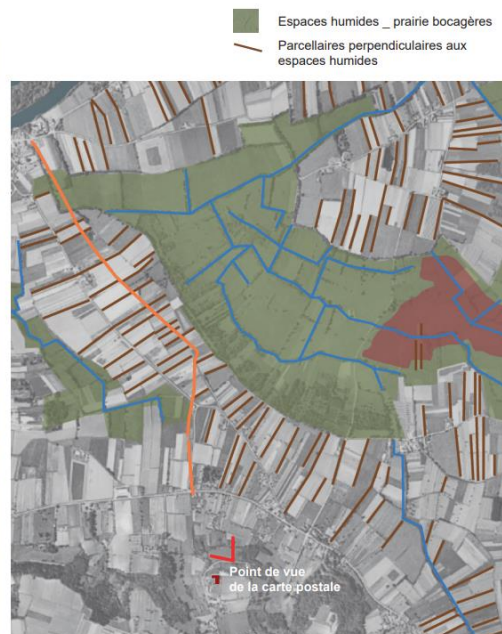 Espaces humides _ prairie bocagères
Parcellaires perpendiculaires aux
espaces humides
Point de vue
de la carte postale